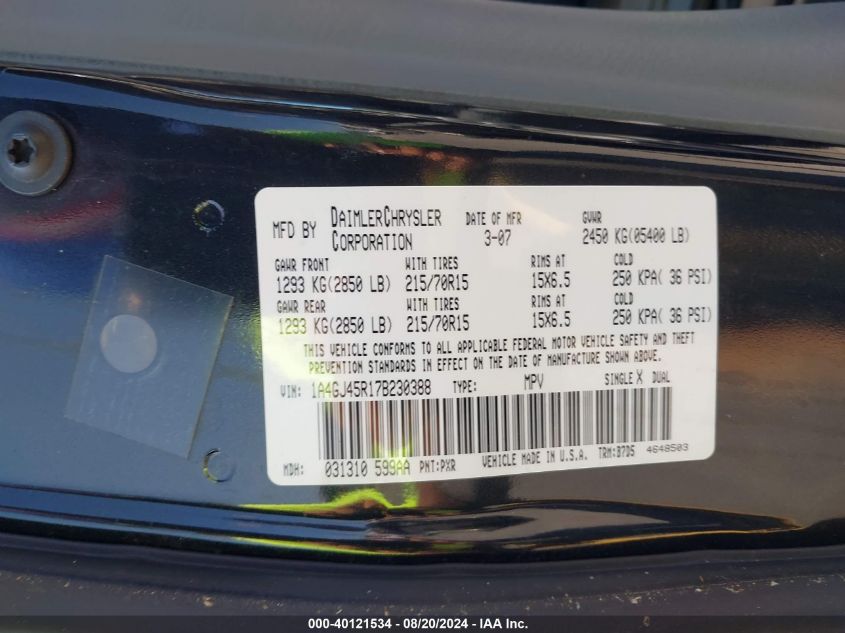 MFD BY DAIMLERCHRYSLER CORPORATION DATE OF MFR 3-07 GVWR 2450 KG(05400 LB)
GAWR FRONT WITH TIRES RIMS AT COLD
1293 KG(2850 LB) 215/70R15 15X6.5 250 KPA( 36 PSI)
GAWR REAR WITH TIRES RIMS AT COLD
1293 KG(2850 LB) 215/70R15 15X6.5 250 KPA( 36 PSI)
THIS VEHICLE CONFORMS TO ALL APPLICABLE FEDERAL MOTOR VEHICLE SAFETY AND THEFT
PREVENTION STANDARDS IN EFFECT ON THE DATE OF MANUFACTURE SHOWN ABOVE.
VIN: 1A4GJ45R17B230388 TYPE: MPV SINGLE X DUAL
MDH: 031310 599AA PNT:PXR VEHICLE MADE IN U.S.A. TRM:B7D5 4648503
000-40121534 - 08/20/2024 - IAAI, Inc.